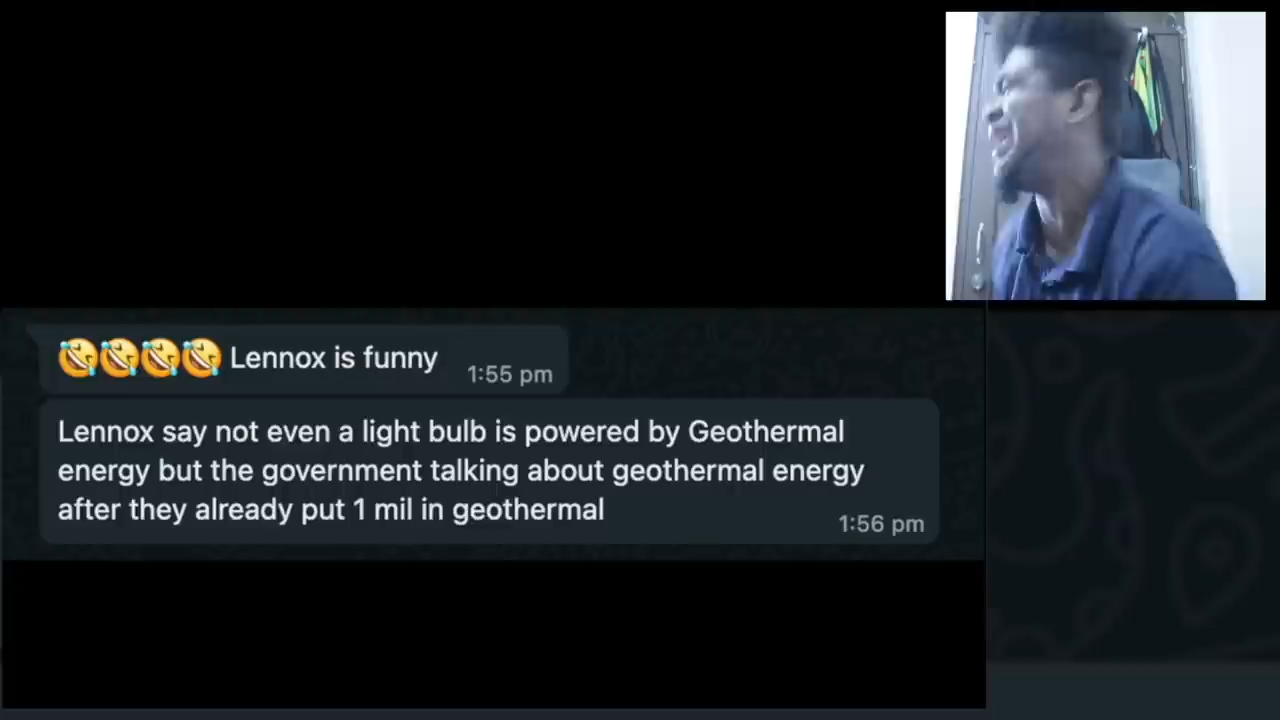 🤣🤣🤣🤣 Lennox is funny
1:55 pm
Lennox say not even a light bulb is powered by Geothermal
energy but the government talking about geothermal energy
after they already put 1 mil in geothermal
1:56 pm